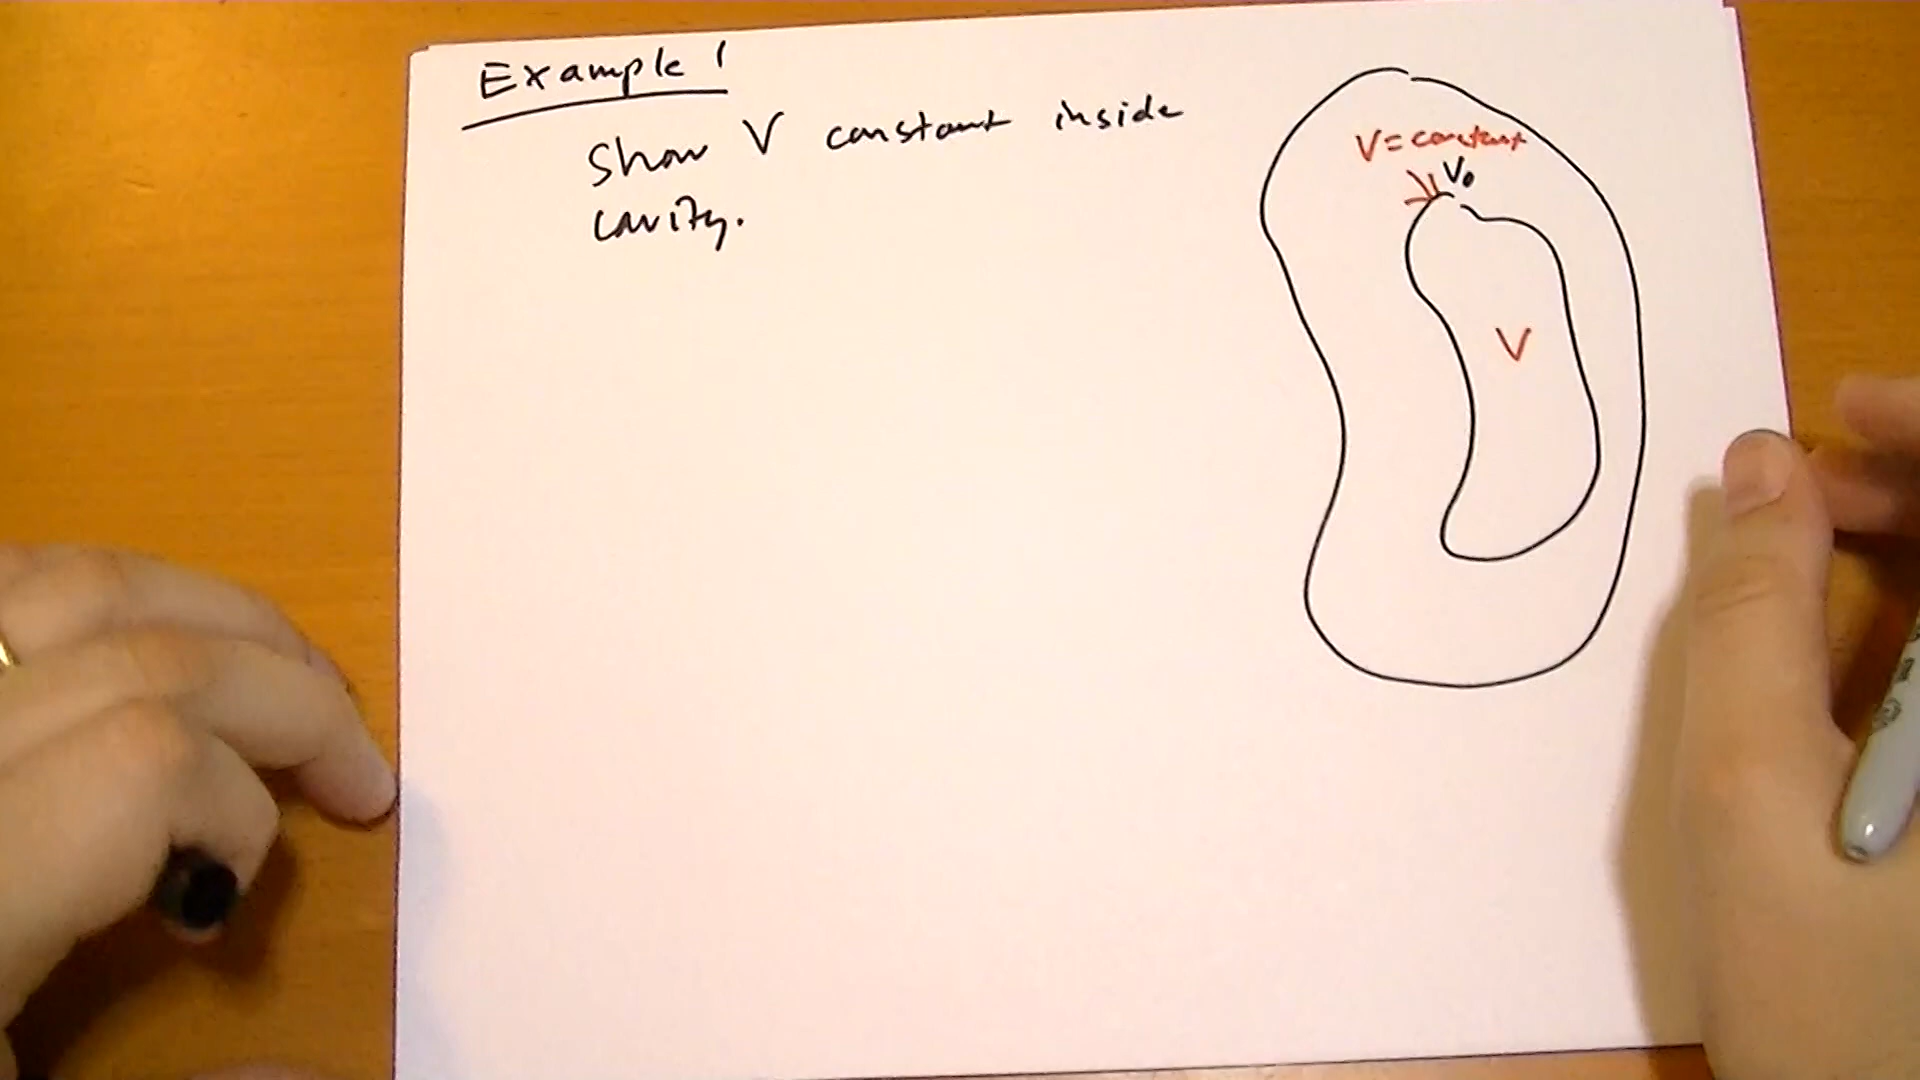 Example 1
Show V constant inside
cavity.
V = constant
V₀
V